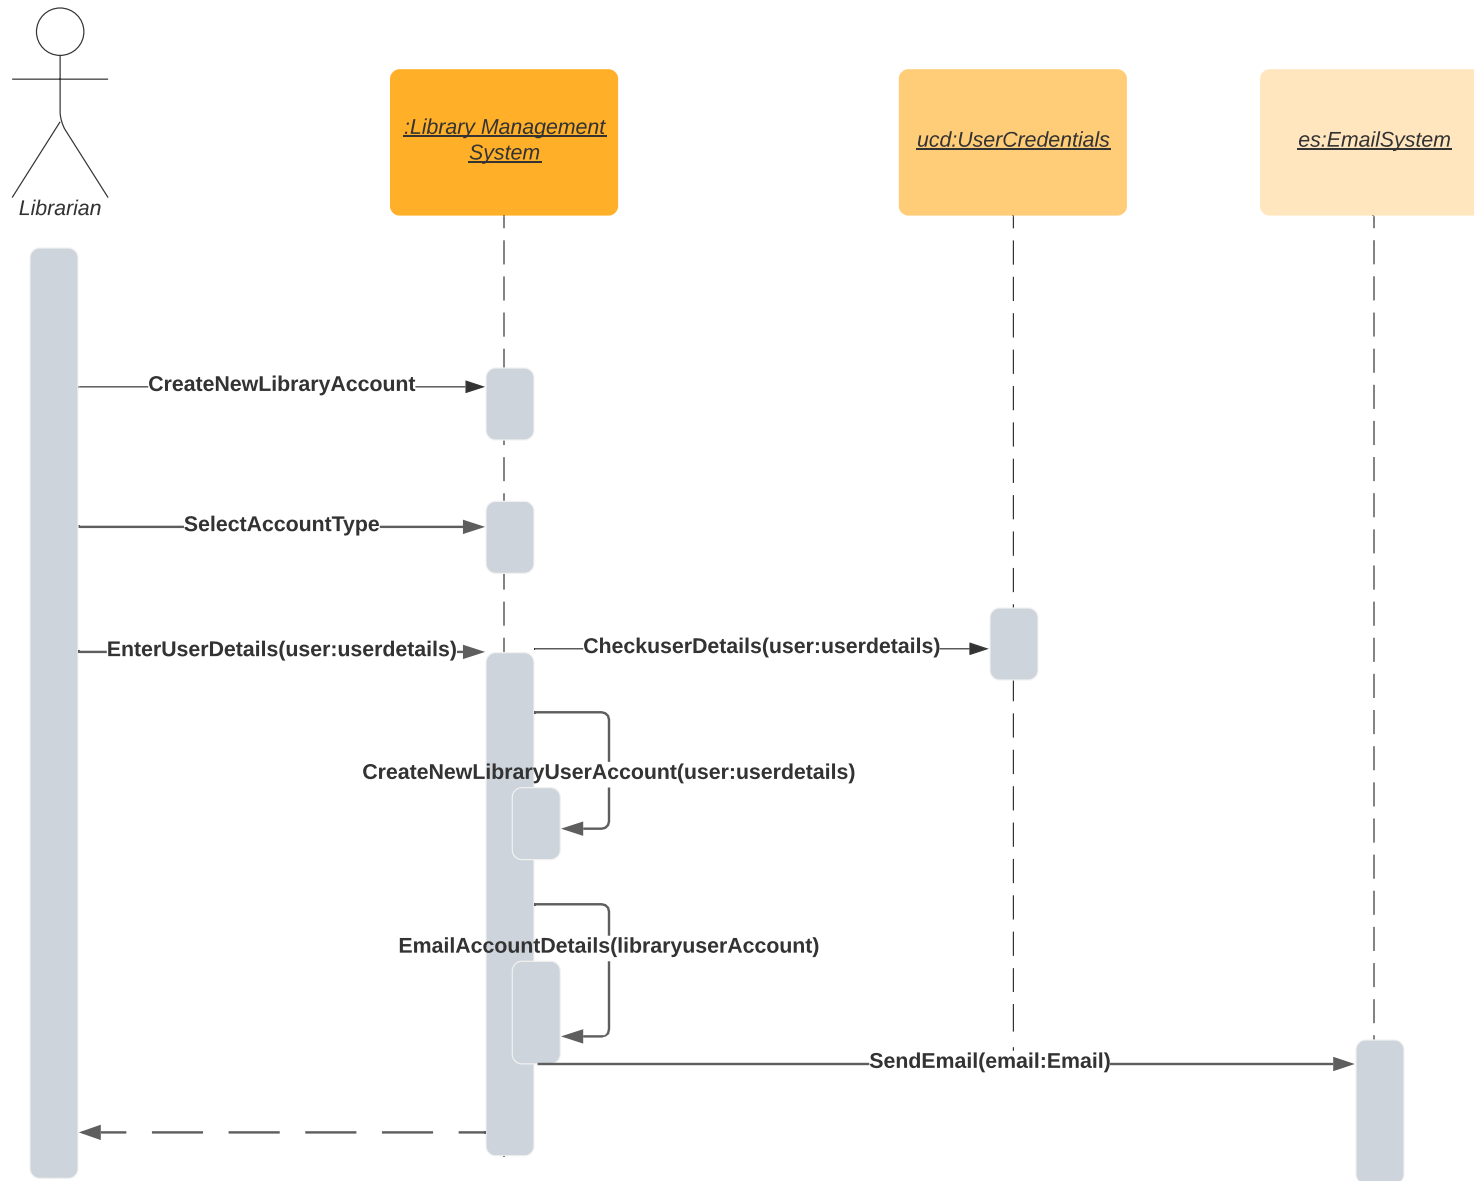 :Library Management
System
ucd:UserCredentials
es:EmailSystem
Librarian
CreateNewLibraryAccount
SelectAccountType
EnterUserDetails(user:userdetails)
CheckuserDetails(user:userdetails)
CreateNewLibraryUserAccount(user:userdetails)
EmailAccountDetails(libraryuserAccount)
SendEmail(email:Email)